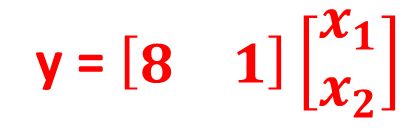 y = [8 1] [x₁
x₂]